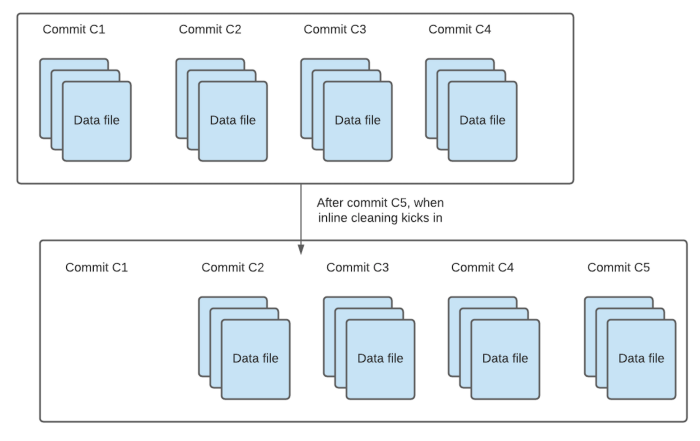 Commit C1 Commit C2 Commit C3 Commit C4
Data file Data file Data file Data file
After commit C5, when
inline cleaning kicks in
Commit C1 Commit C2 Commit C3 Commit C4 Commit C5
Data file Data file Data file Data file